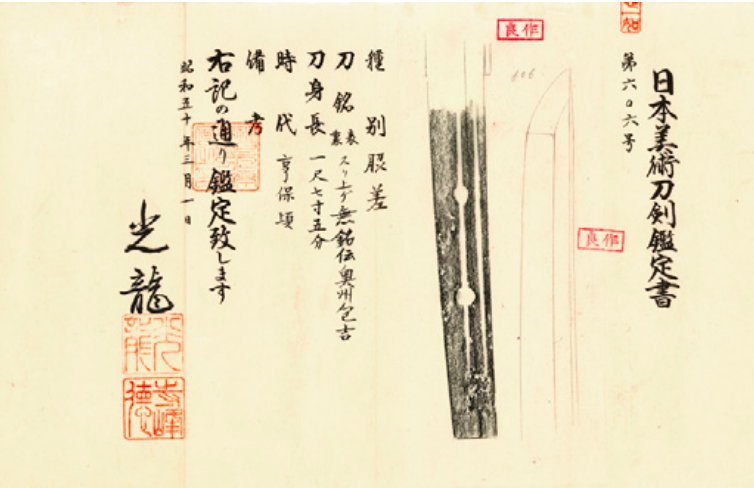 日本美術刀剣鑑定書
第六〇六号
良作
606
良作
種別 脇差
刀銘 表裏 スリ上ゲ無銘伝奥州包吉
刀身長 一尺七寸五分
時代 享保頃
備考
右記の通り鑑定致します
昭和五十年三月一日
光龍